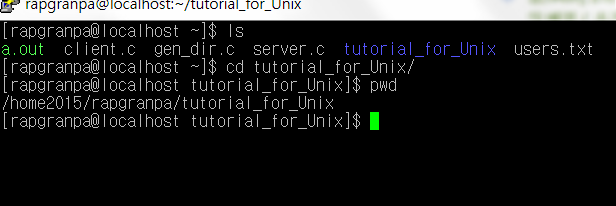 rapgranpa@localhost:~/tutorial_for_Unix
[rapgranpa@localhost ~]$ ls
a.out client.c gen_dir.c server.c tutorial_for_Unix users.txt
[rapgranpa@localhost ~]$ cd tutorial_for_Unix/
[rapgranpa@localhost tutorial_for_Unix]$ pwd
/home2015/rapgranpa/tutorial_for_Unix
[rapgranpa@localhost tutorial_for_Unix]$